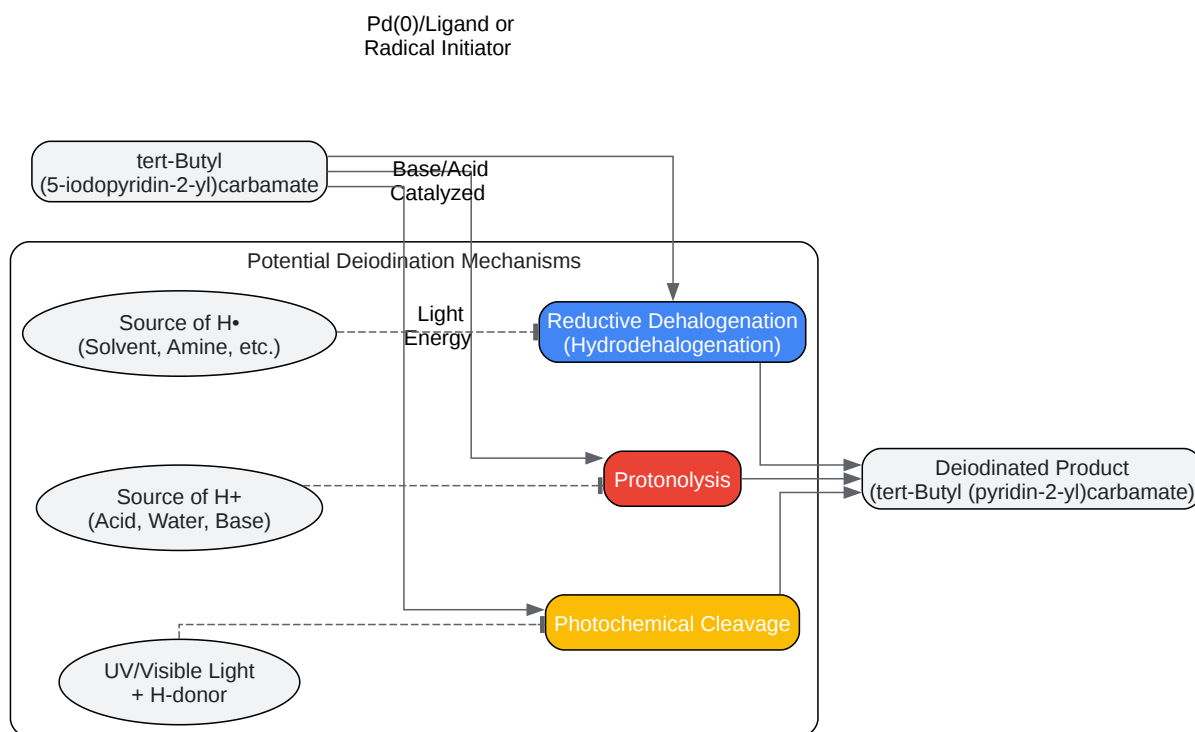 Pd(0)/Ligand or
Radical Initiator
tert-Butyl
(5-iodopyridin-2-yl)carbamate
Base/Acid
Catalyzed
Potential Deiodination Mechanisms
Source of H•
(Solvent, Amine, etc.)
Light
Energy
Reductive Dehalogenation
(Hydrodehalogenation)
Source of H+
(Acid, Water, Base)
Protonolysis
Deiodinated Product
(tert-Butyl (pyridin-2-yl)carbamate)
Photochemical Cleavage
UV/Visible Light
+ H-donor